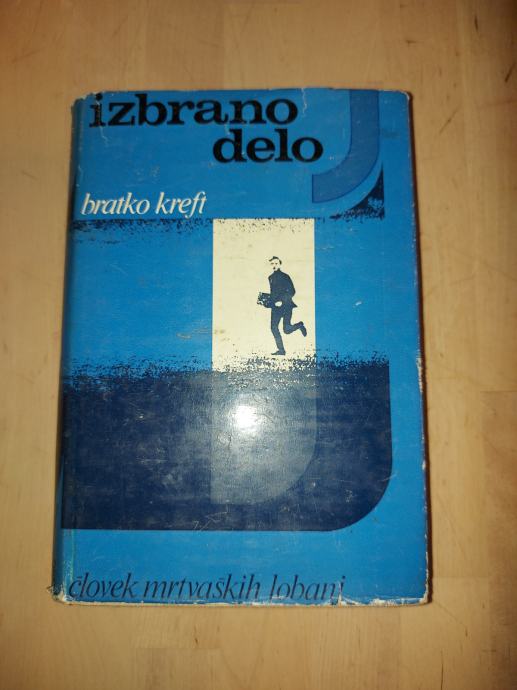 izbrano
delo
bratko kreft
človek mrtvaških lobanj